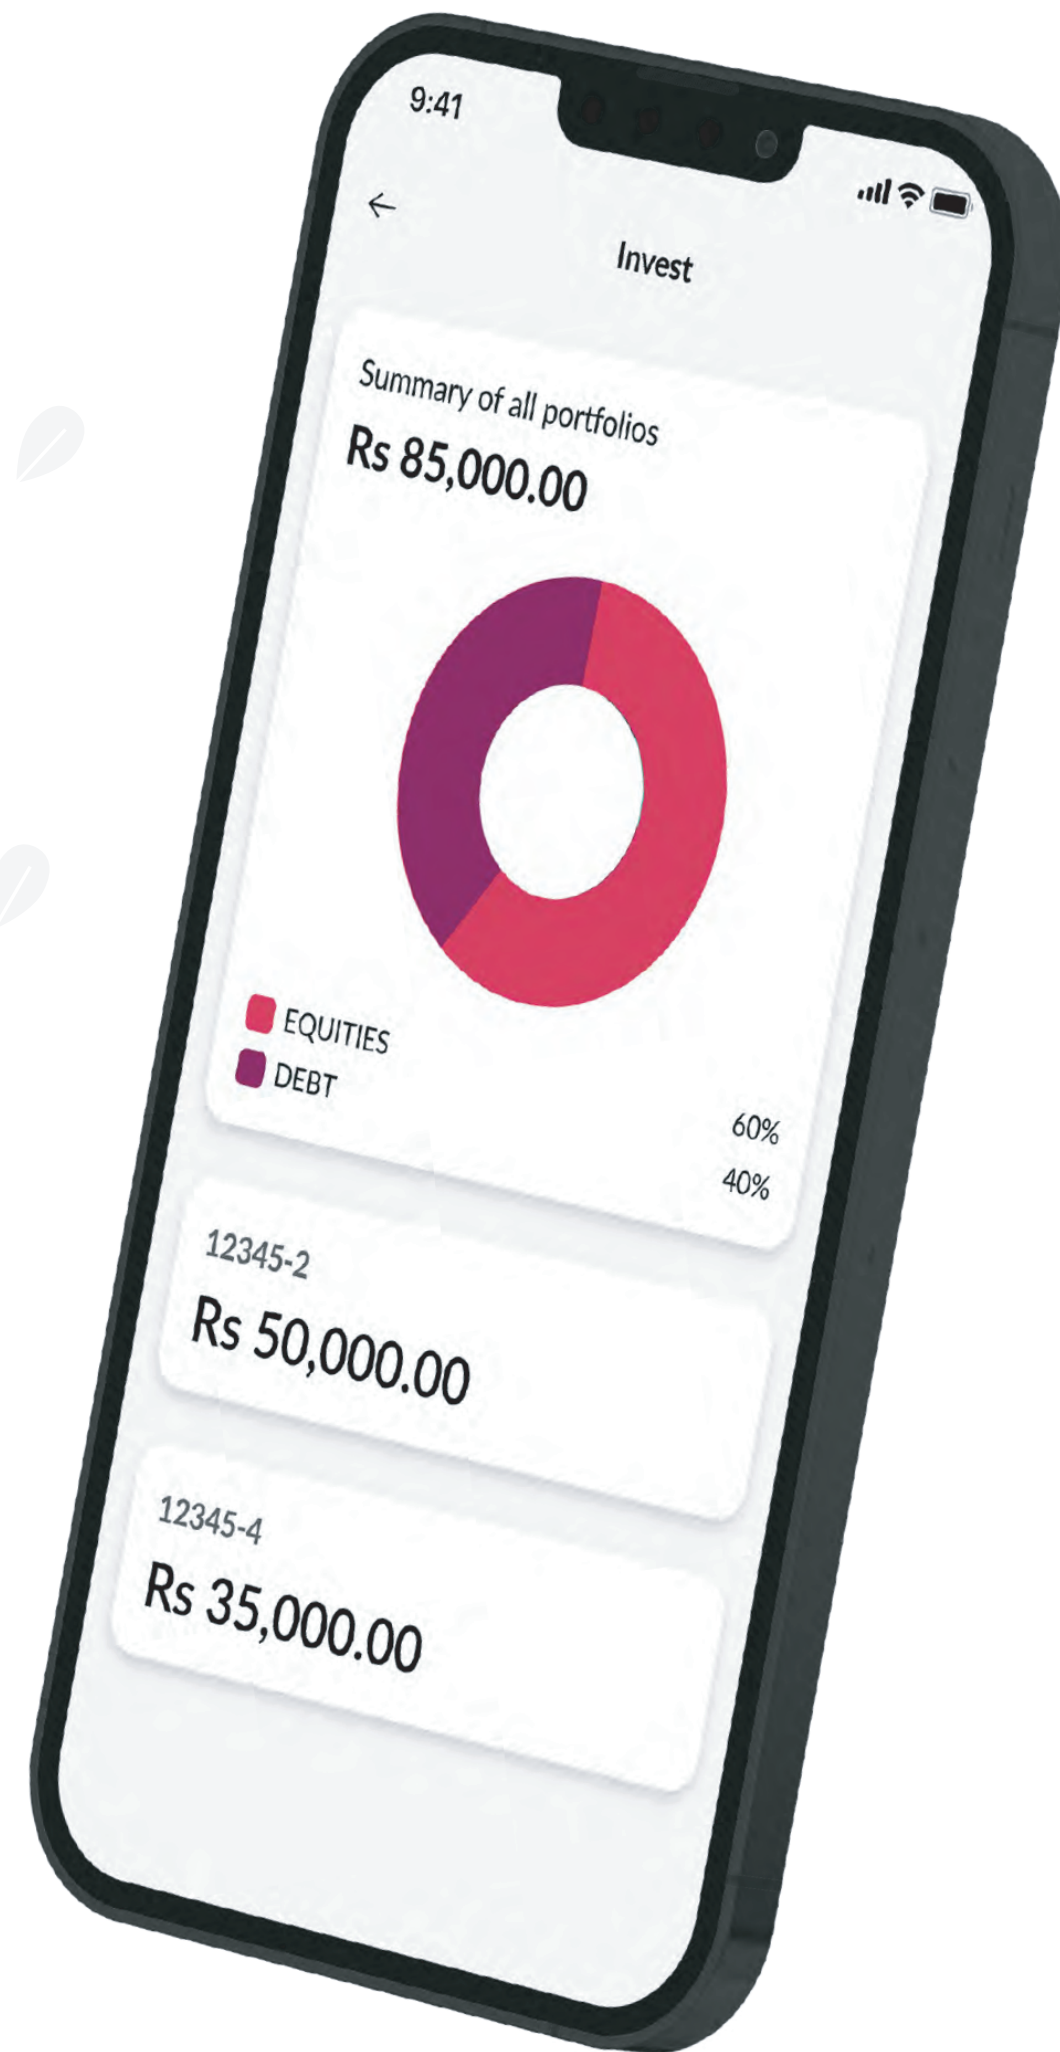 9:41
Invest
Summary of all portfolios
Rs 85,000.00
EQUITIES 60%
DEBT 40%
12345-2
Rs 50,000.00
12345-4
Rs 35,000.00